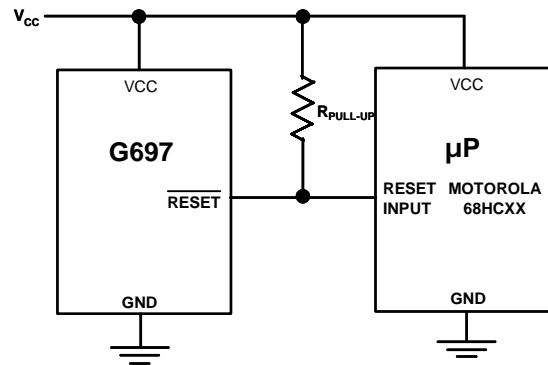 Vcc
VCC
G697
RESET
GND
RPULL-UP
VCC
µP
RESET MOTOROLA
INPUT 68HCXX
GND